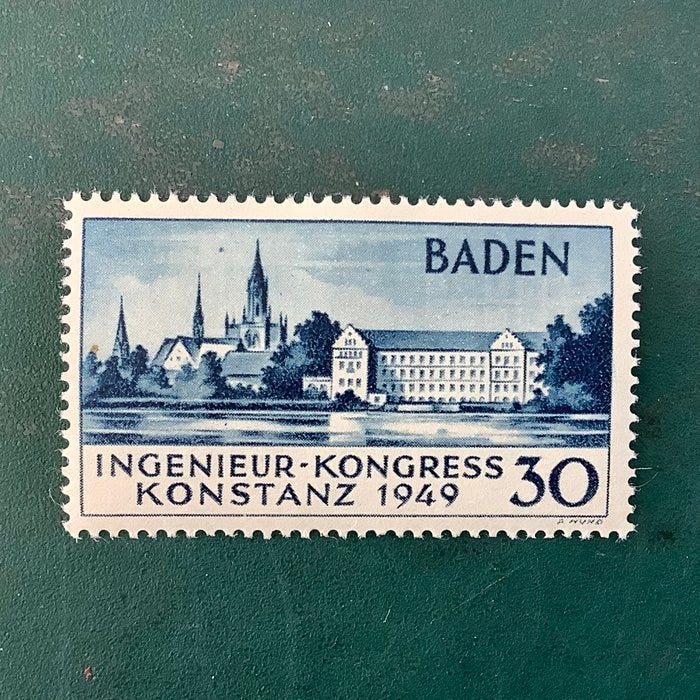 BADEN
INGENIEUR-KONGRESS 30
KONSTANZ 1949